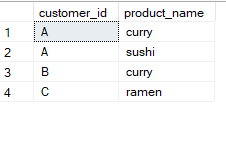 customer_id product_name
1 A curry
2 A sushi
3 B curry
4 C ramen